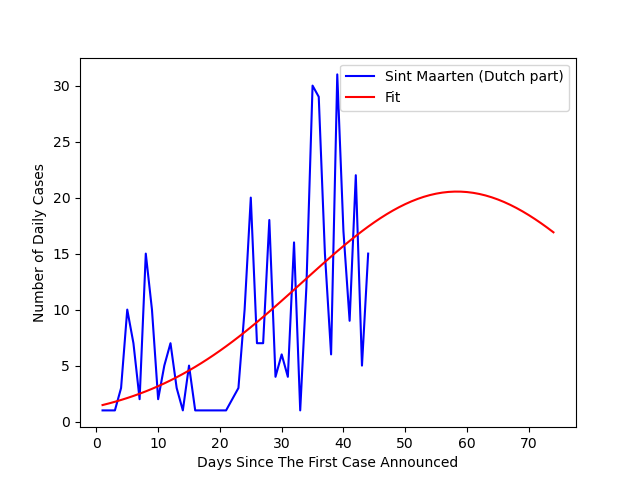 Sint Maarten (Dutch part)
Fit
Number of Daily Cases
30
25
20
15
10
5
0
0 10 20 30 40 50 60 70
Days Since The First Case Announced